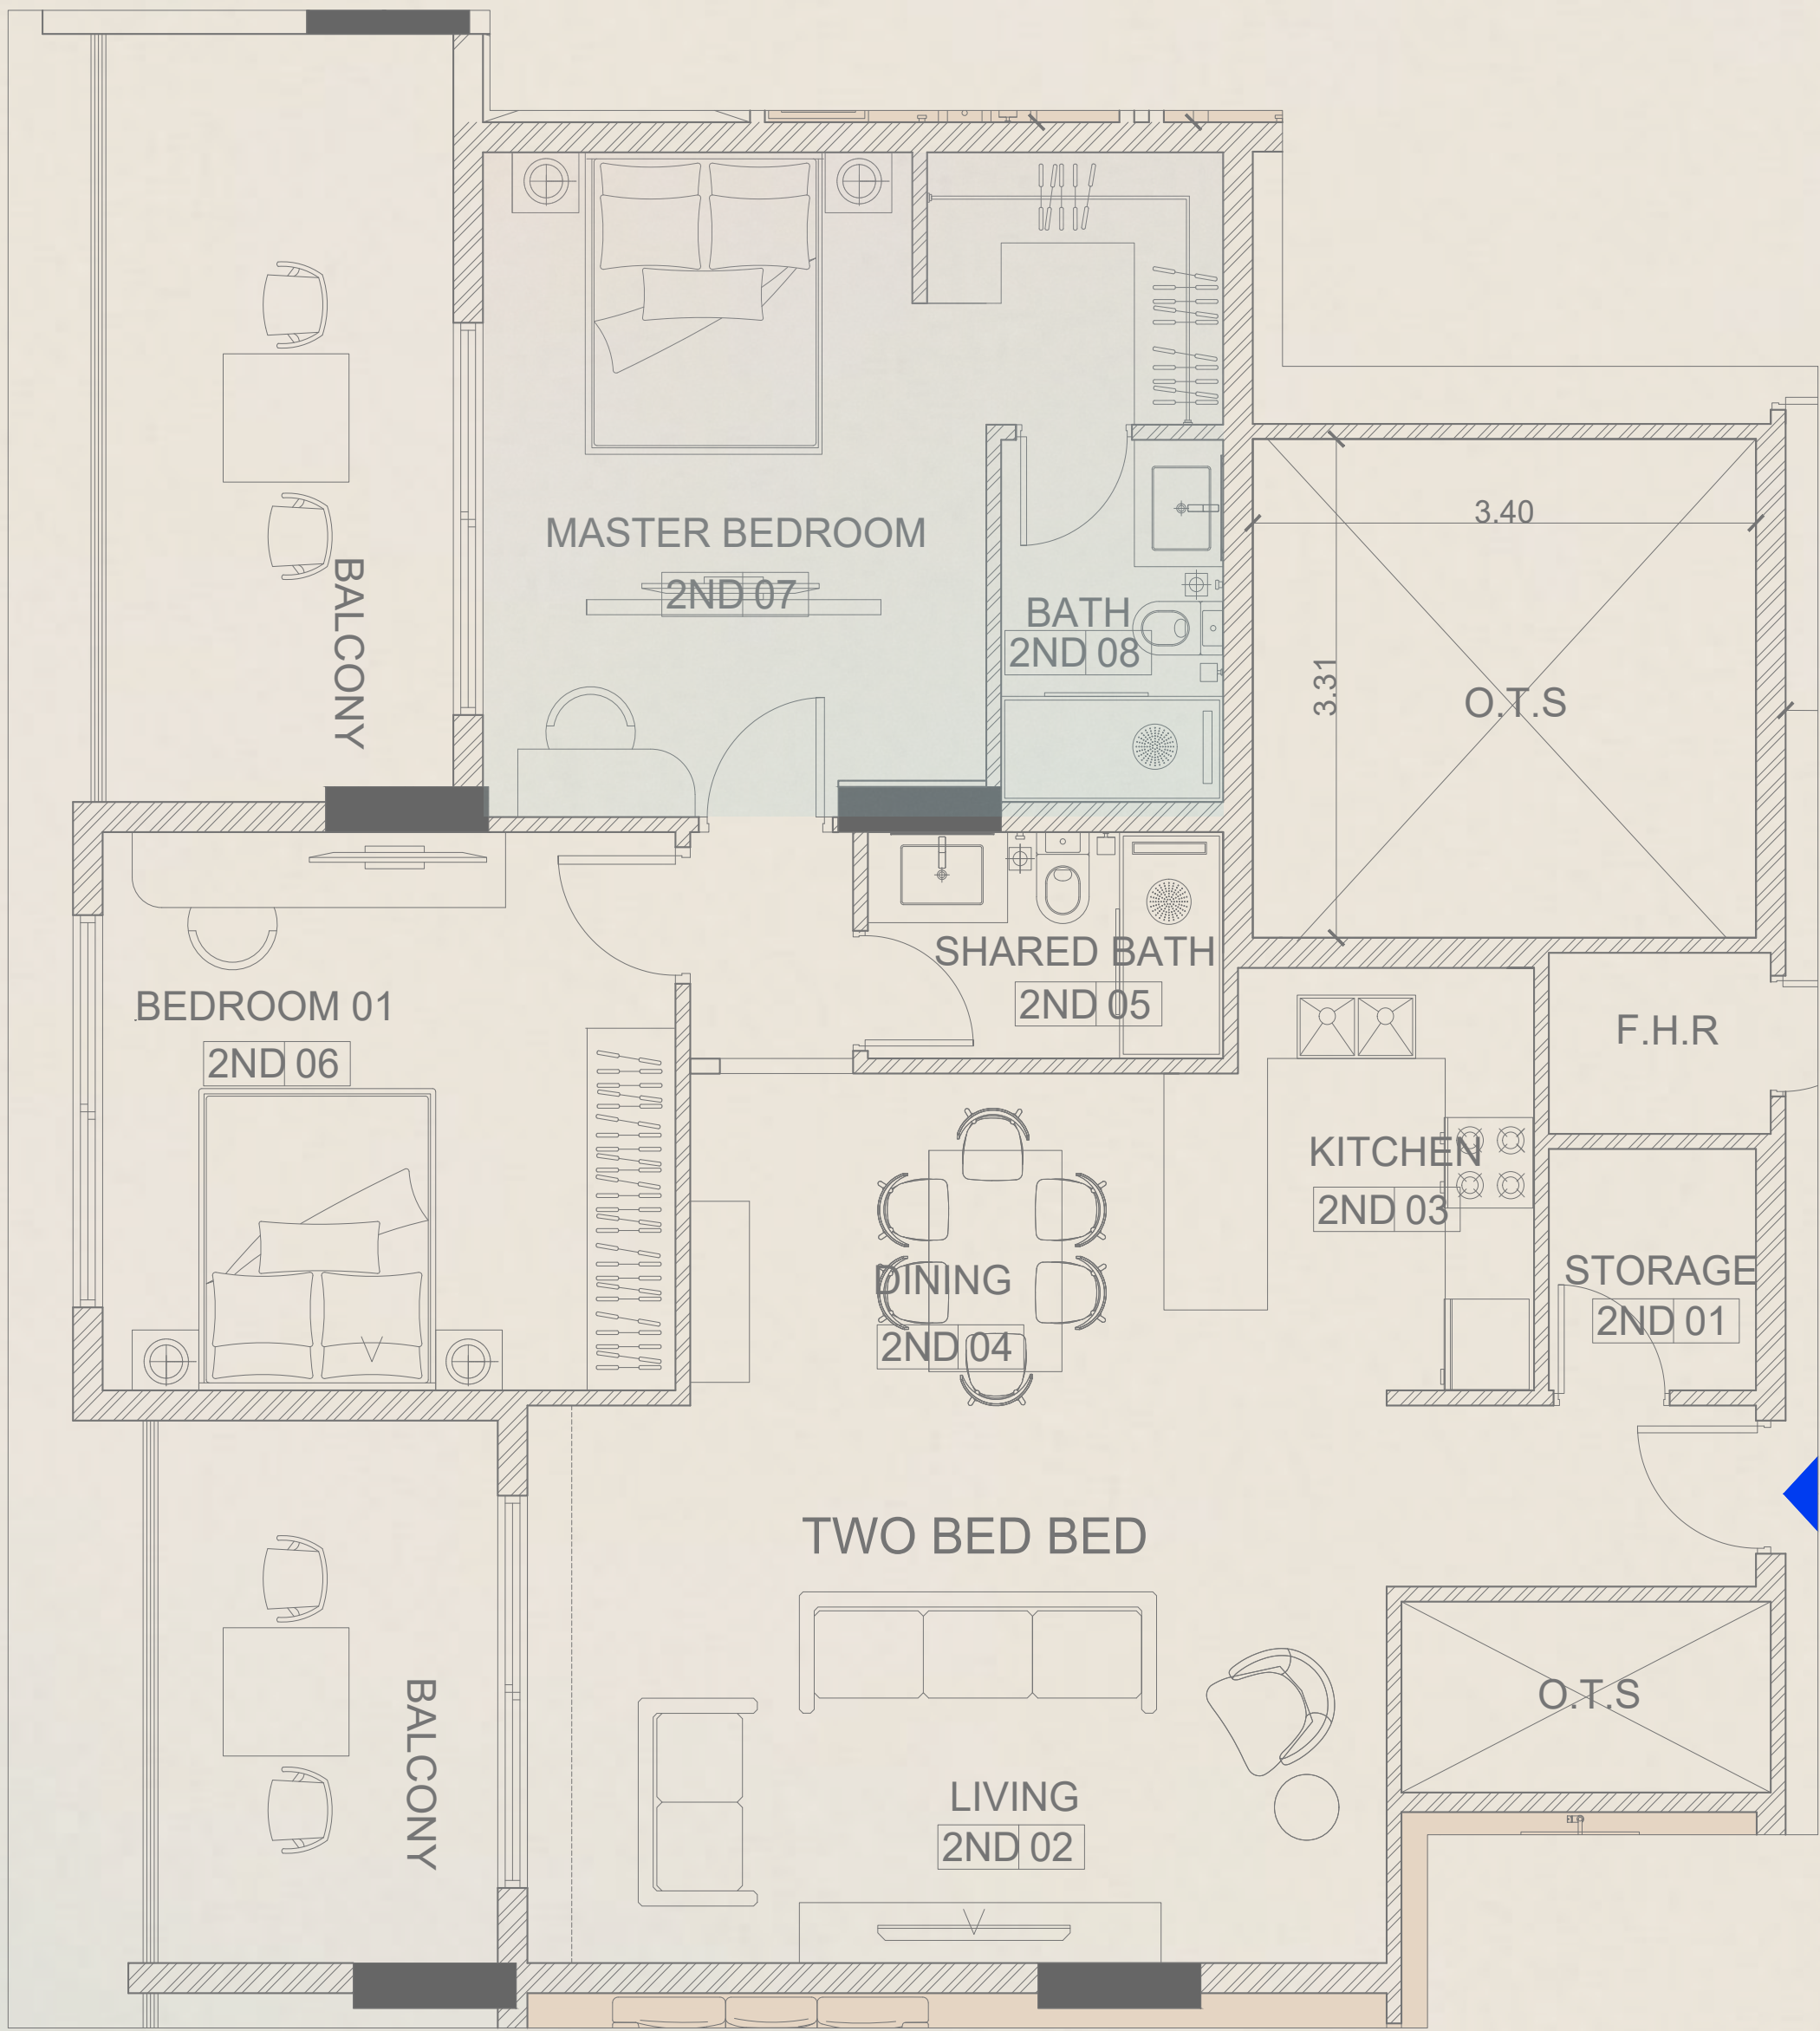 MASTER BEDROOM
2ND 07
BALCONY
BATH
2ND 08
3.40
3.31
O.T.S
SHARED BATH
2ND 05
BEDROOM 01
2ND 06
F.H.R
KITCHEN
2ND 03
DINING
2ND 04
STORAGE
2ND 01
TWO BED BED
BALCONY
O.T.S
LIVING
2ND 02